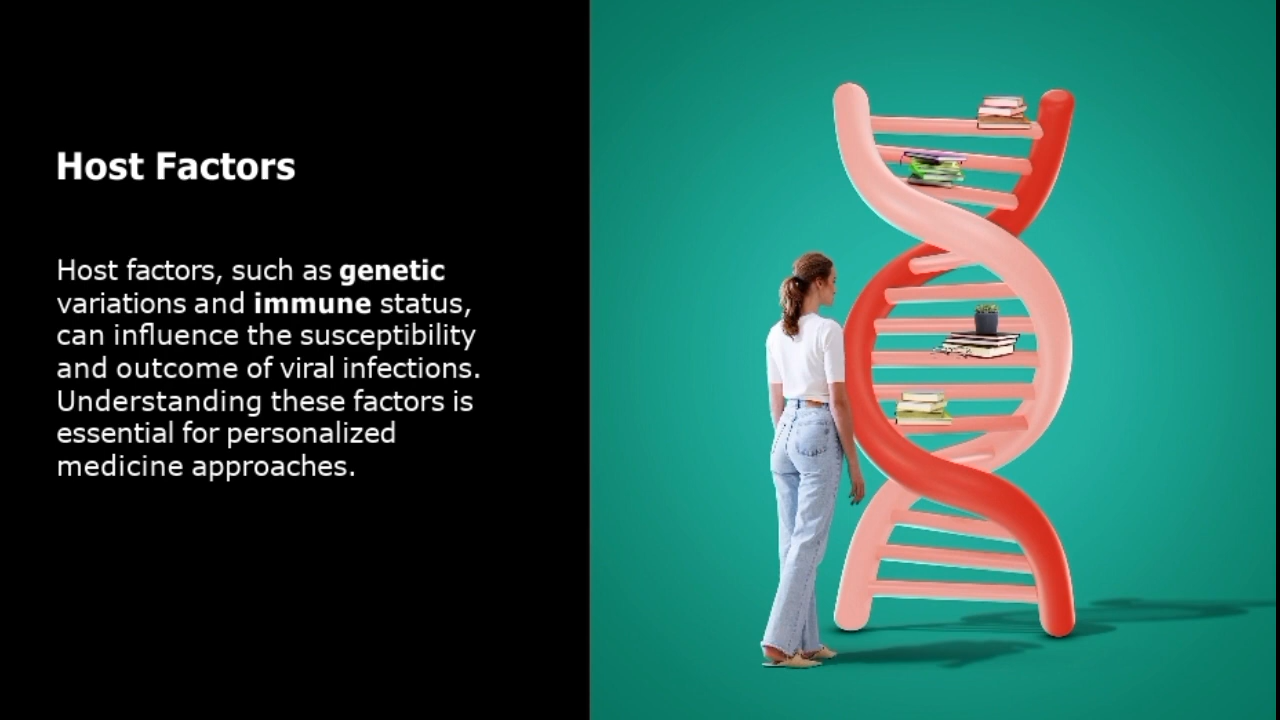 Host Factors
Host factors, such as genetic
variations and immune status,
can influence the susceptibility
and outcome of viral infections.
Understanding these factors is
essential for personalized
medicine approaches.